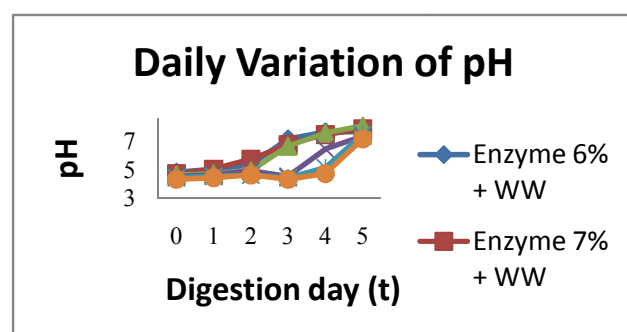 Daily Variation of pH
pH
7
5
3
0 1 2 3 4 5
Digestion day (t)
Enzyme 6%
+ WW
Enzyme 7%
+ WW